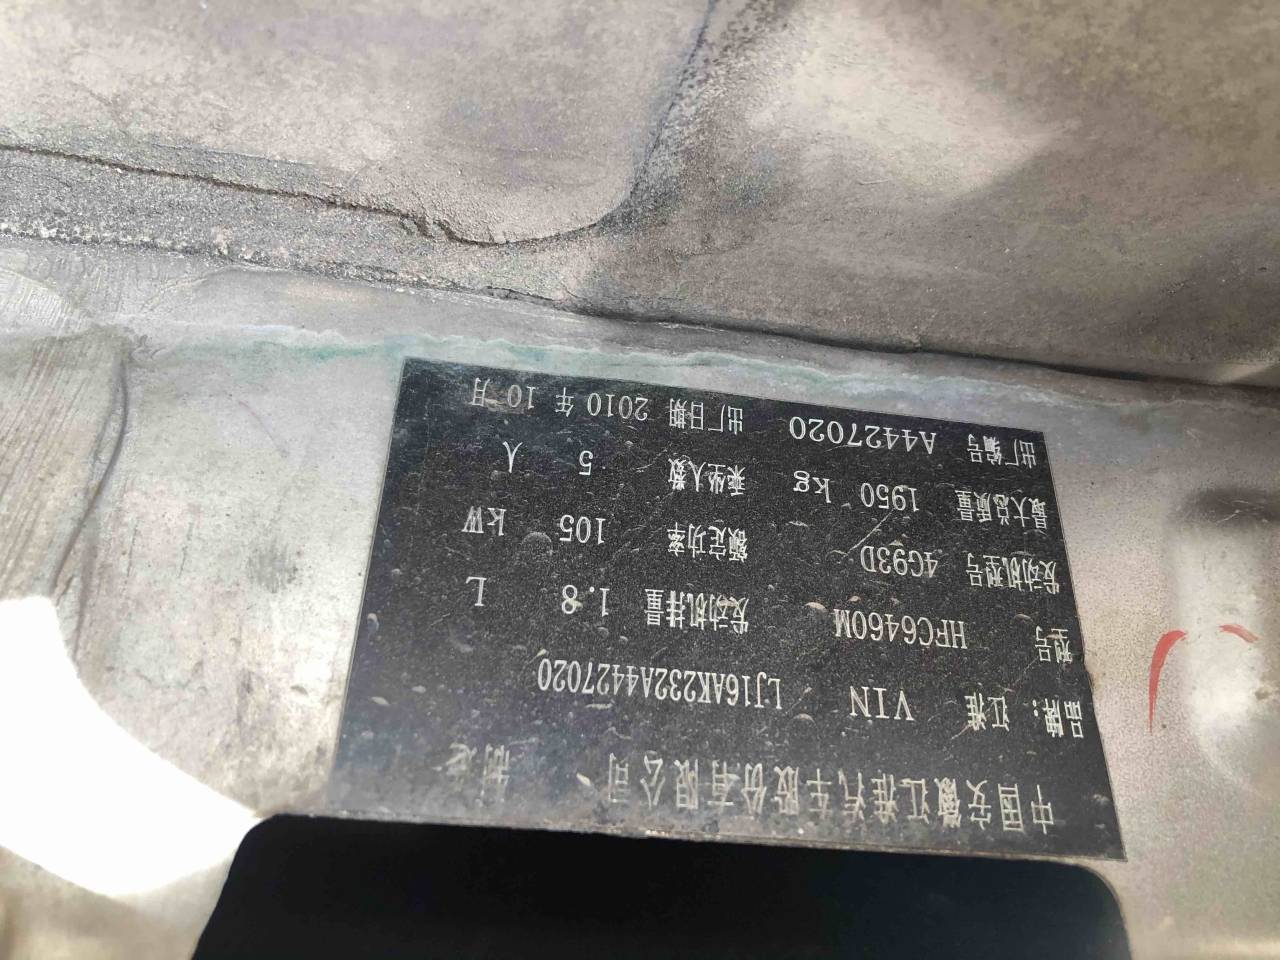 中国安徽江淮汽车股份有限公司 制造
品牌：江淮 VIN LJ16AK232A4427020
型号 HFC6460M 发动机排量 1.8 L
发动机型号 4G93D 额定功率 105 kW
最大总质量 1950 kg 乘坐人数 5 人
出厂编号 A4427020 出厂日期 2010 年 10 月